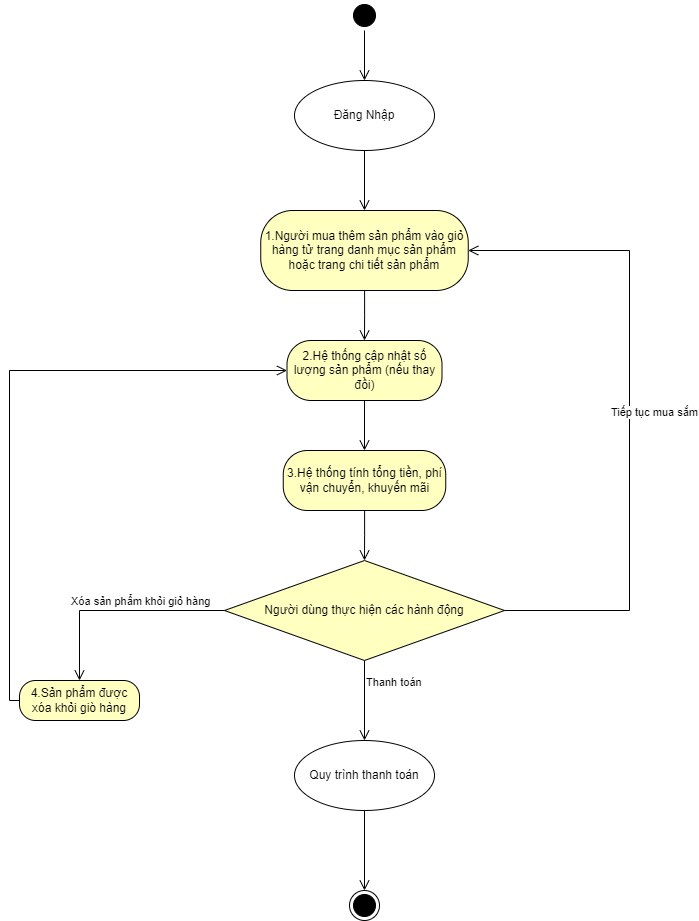 Đăng Nhập
1.Người mua thêm sản phẩm vào giỏ
hàng từ trang danh mục sản phẩm
hoặc trang chi tiết sản phẩm
2.Hệ thống cập nhật số
lượng sản phẩm (nếu thay
đổi)
Tiếp tục mua sắm
3.Hệ thống tính tổng tiền, phí
vận chuyển, khuyến mãi
Xóa sản phẩm khỏi giỏ hàng
Người dùng thực hiện các hành động
Thanh toán
4.Sản phẩm được
xóa khỏi giỏ hàng
Quy trình thanh toán